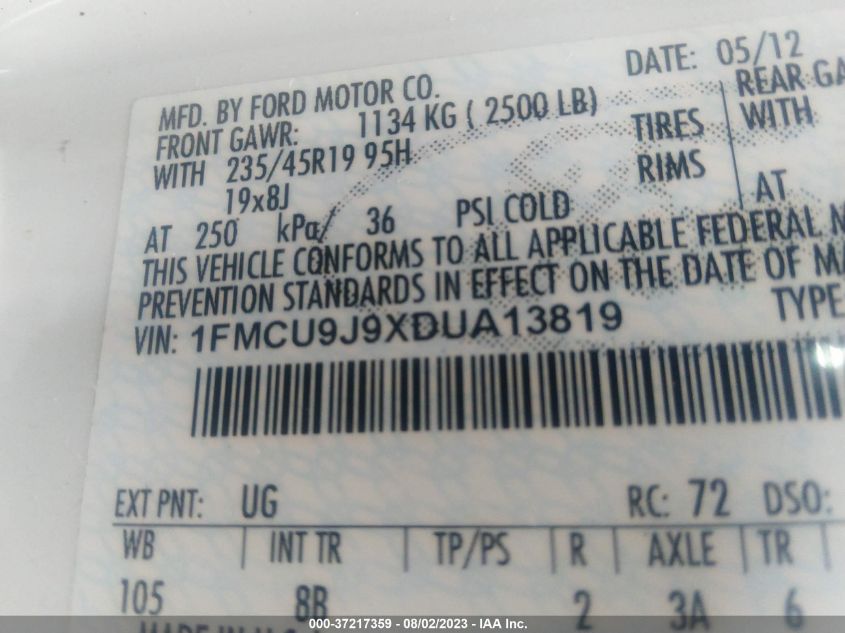 DATE: 05/12
MFD. BY FORD MOTOR CO.
FRONT GAWR: 1134 KG ( 2500 LB) REAR
WITH 235/45R19 95H TIRES WITH
19x8J RIMS
AT 250 kPa/ 36 PSI COLD AT
THIS VEHICLE CONFORMS TO ALL APPLICABLE FEDERAL
PREVENTION STANDARDS IN EFFECT ON THE DATE OF
VIN: 1FMCU9J9XDUA13819 TYPE
EXT PNT: UG RC: 72 DSO:
WB INT TR TP/PS R AXLE TR
105 8B 2 3A 6
MADE IN
000-37217359 - 08/02/2023 - IAA Inc.